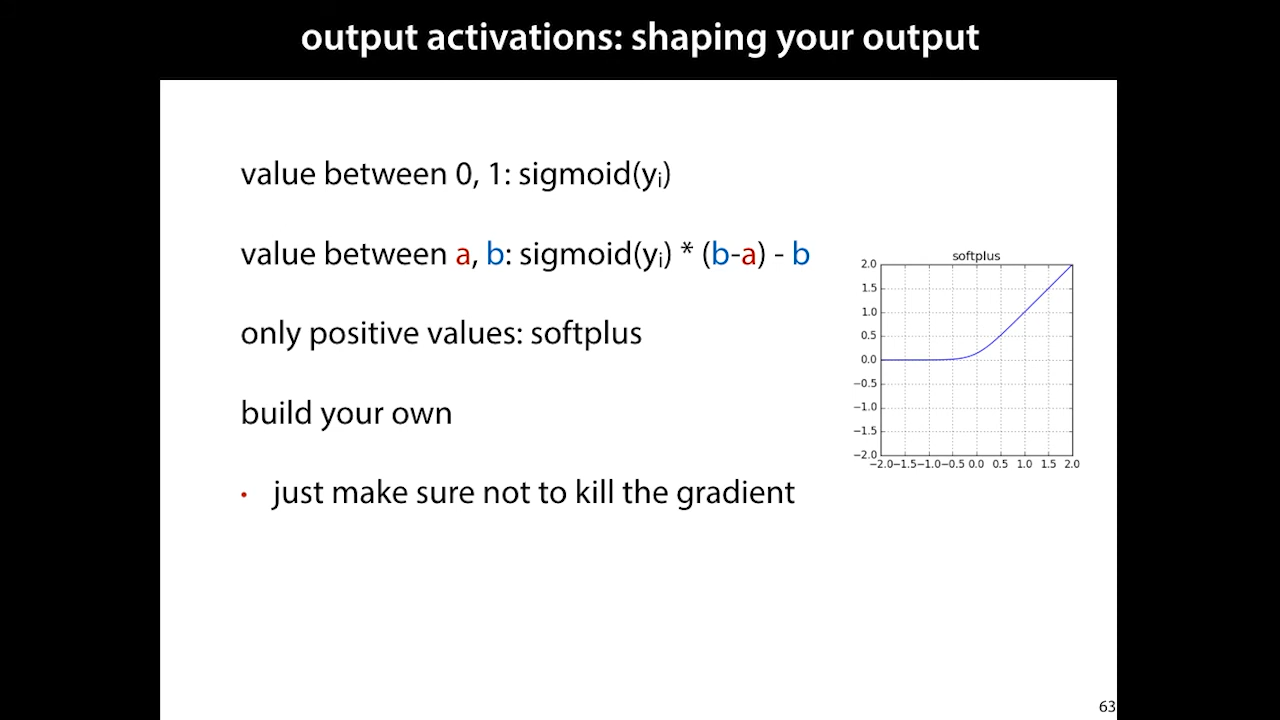 output activations: shaping your output
value between 0, 1: sigmoid(yᵢ)
value between a, b: sigmoid(yᵢ) * (b-a) - b
only positive values: softplus
build your own
• just make sure not to kill the gradient
softplus
2.0
1.5
1.0
0.5
0.0
−0.5
−1.0
−1.5
−2.0
−2.0−1.5−1.0−0.5 0.0 0.5 1.0 1.5 2.0
63